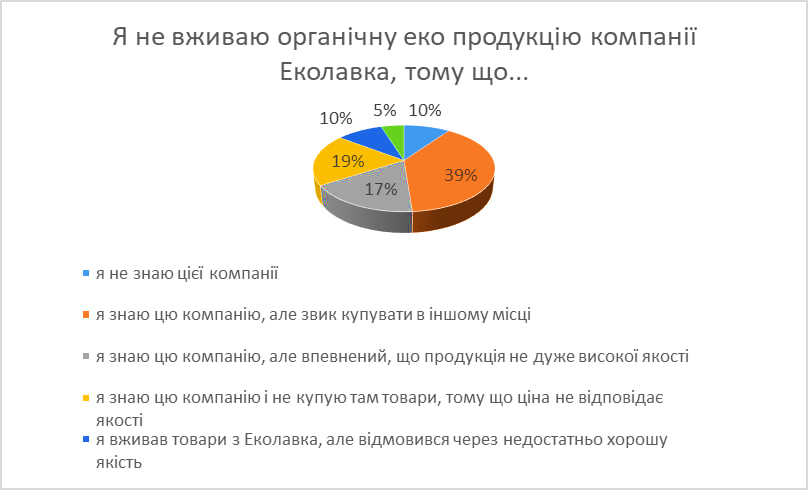 Я не вживаю органічну еко продукцію компанії
Еколавка, тому що...
10%
5%
10%
19%
39%
17%
я не знаю цієї компанії
я знаю цю компанію, але звик купувати в іншому місці
я знаю цю компанію, але впевнений, що продукція не дуже високої якості
я знаю цю компанію і не купую там товари, тому що ціна не відповідає
якості
я вживав товари з Еколавка, але відмовився через недостатньо хорошу
якість